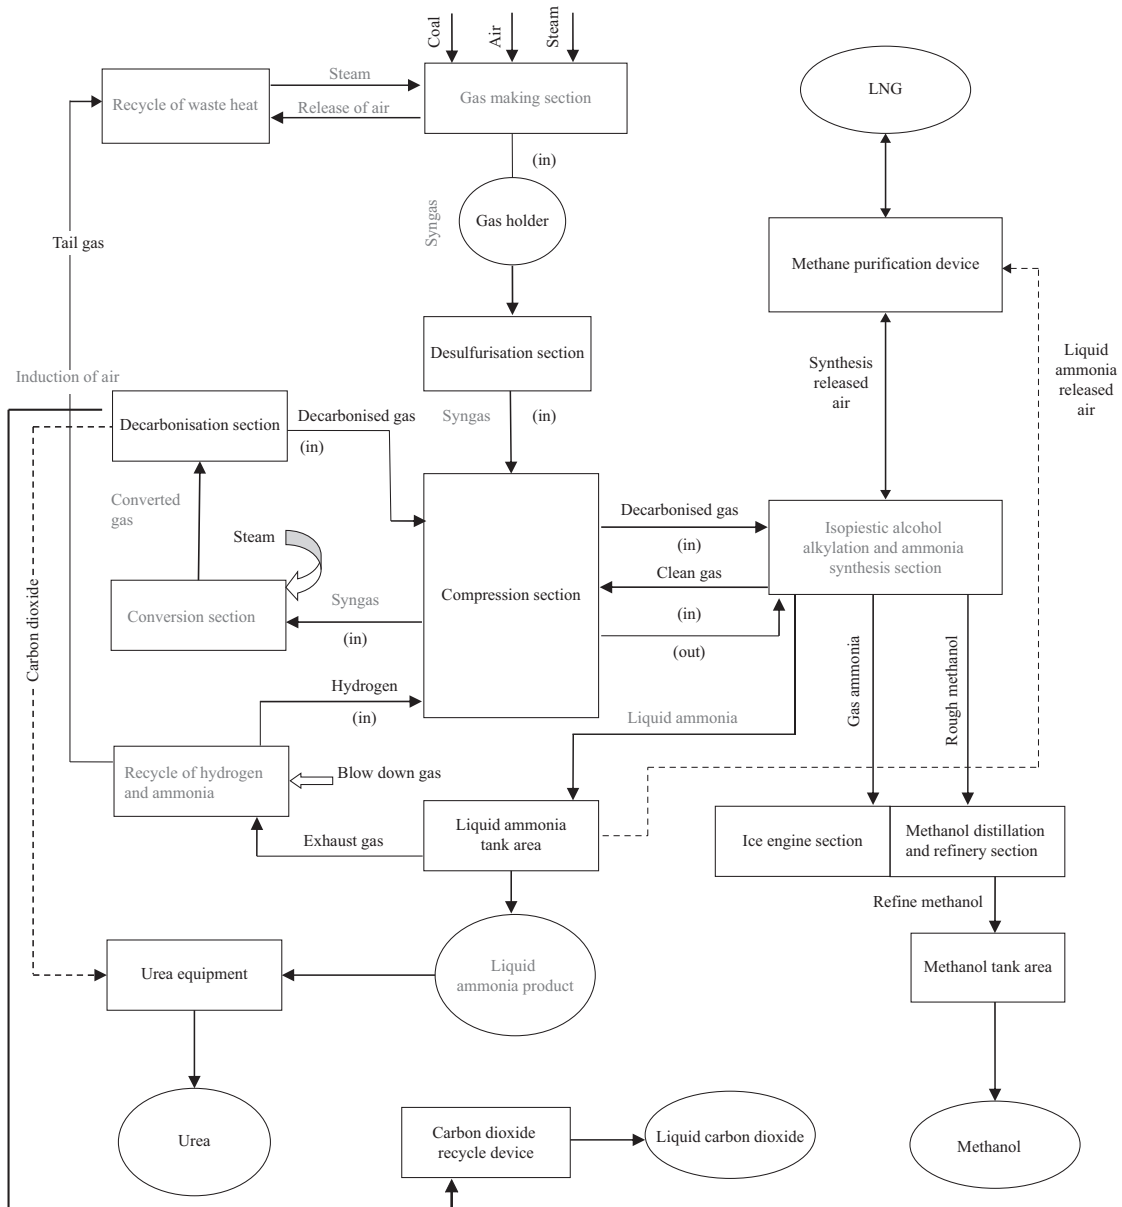 Coal
Air
Steam
Recycle of waste heat
Steam
Release of air
Gas making section
LNG
(in)
Syngas
Gas holder
Tail gas
Methane purification device
Desulfurisation section
Synthesis
released
air
Liquid
ammonia
released
air
Induction of air
Decarbonisation section
Decarbonised gas
(in)
Syngas
(in)
Converted
gas
Steam
Decarbonised gas
(in)
Isopiestic alcohol
alkylation and ammonia
synthesis section
Clean gas
(in)
(out)
Compression section
Conversion section
Syngas
(in)
Carbon dioxide
Hydrogen
(in)
Liquid ammonia
Gas ammonia
Rough methanol
Recycle of hydrogen
and ammonia
Blow down gas
Exhaust gas
Liquid ammonia
tank area
Ice engine section
Methanol distillation
and refinery section
Refine methanol
Urea equipment
Liquid
ammonia product
Methanol tank area
Urea
Carbon dioxide
recycle device
Liquid carbon dioxide
Methanol